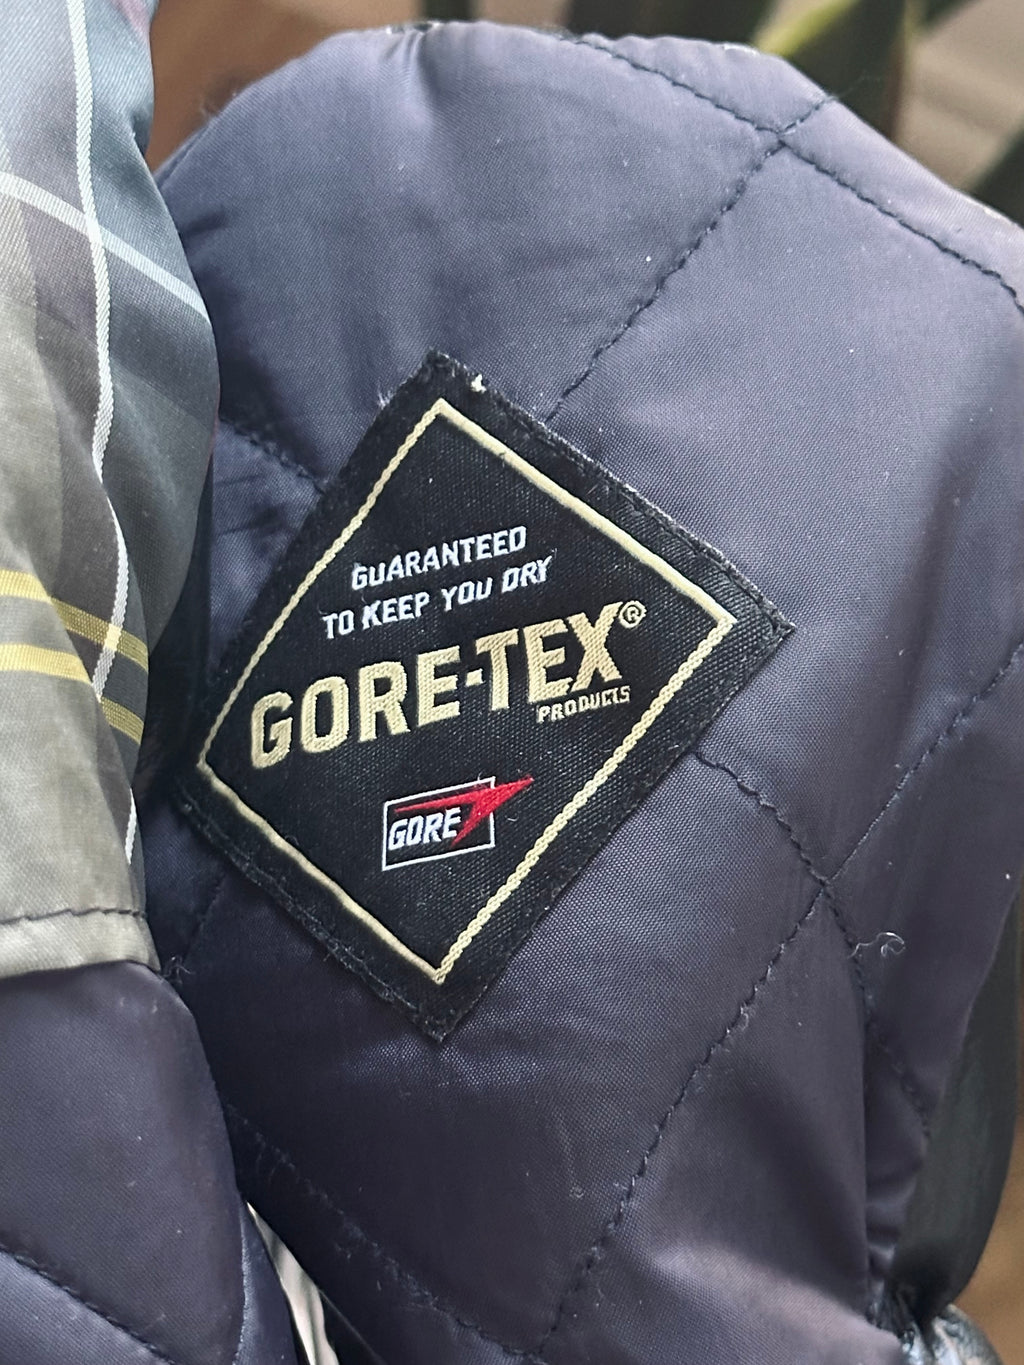 GUARANTEED
TO KEEP YOU DRY
GORE-TEX®
PRODUCTS
GORE